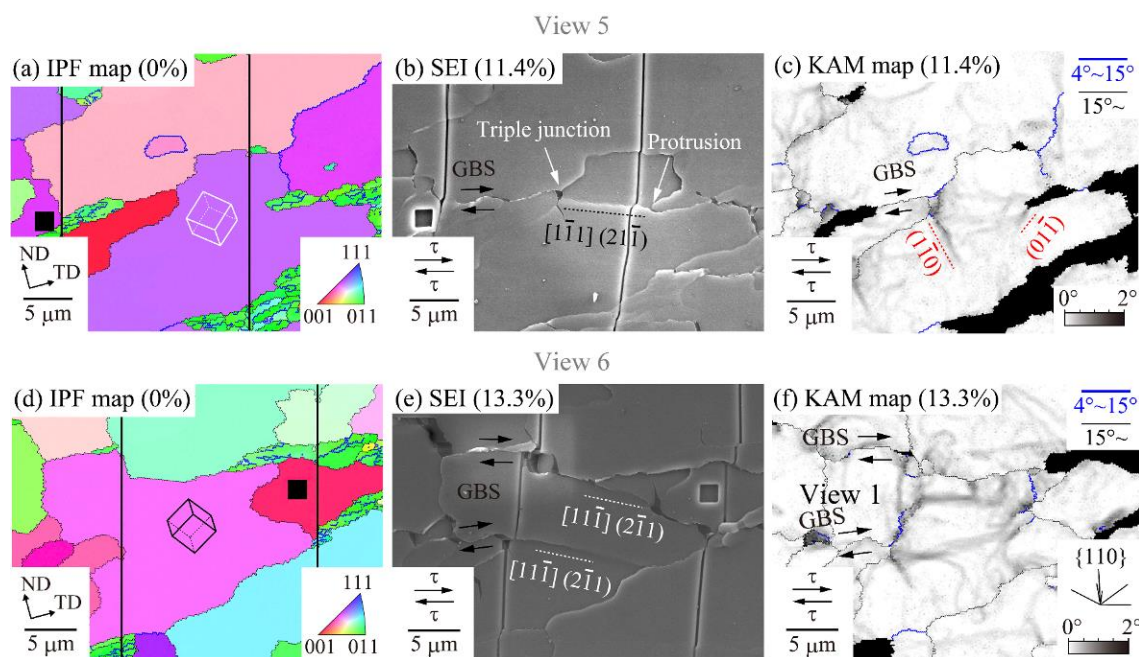 View 5
(a) IPF map (0%)
ND
TD
5 μm
111
001 011
(b) SEI (11.4%)
Triple junction
Protrusion
GBS
[11̄1] (211̄)
τ
τ
5 μm
(c) KAM map (11.4%)
4°~15°
15°~
GBS
(11̄0)
(011̄)
τ
τ
5 μm
0° 2°
View 6
(d) IPF map (0%)
ND
TD
5 μm
111
001 011
(e) SEI (13.3%)
GBS
[111̄] (21̄1)
[111̄] (21̄1)
τ
τ
5 μm
(f) KAM map (13.3%)
4°~15°
15°~
GBS
View 1
GBS
{110}
τ
τ
5 μm
0° 2°